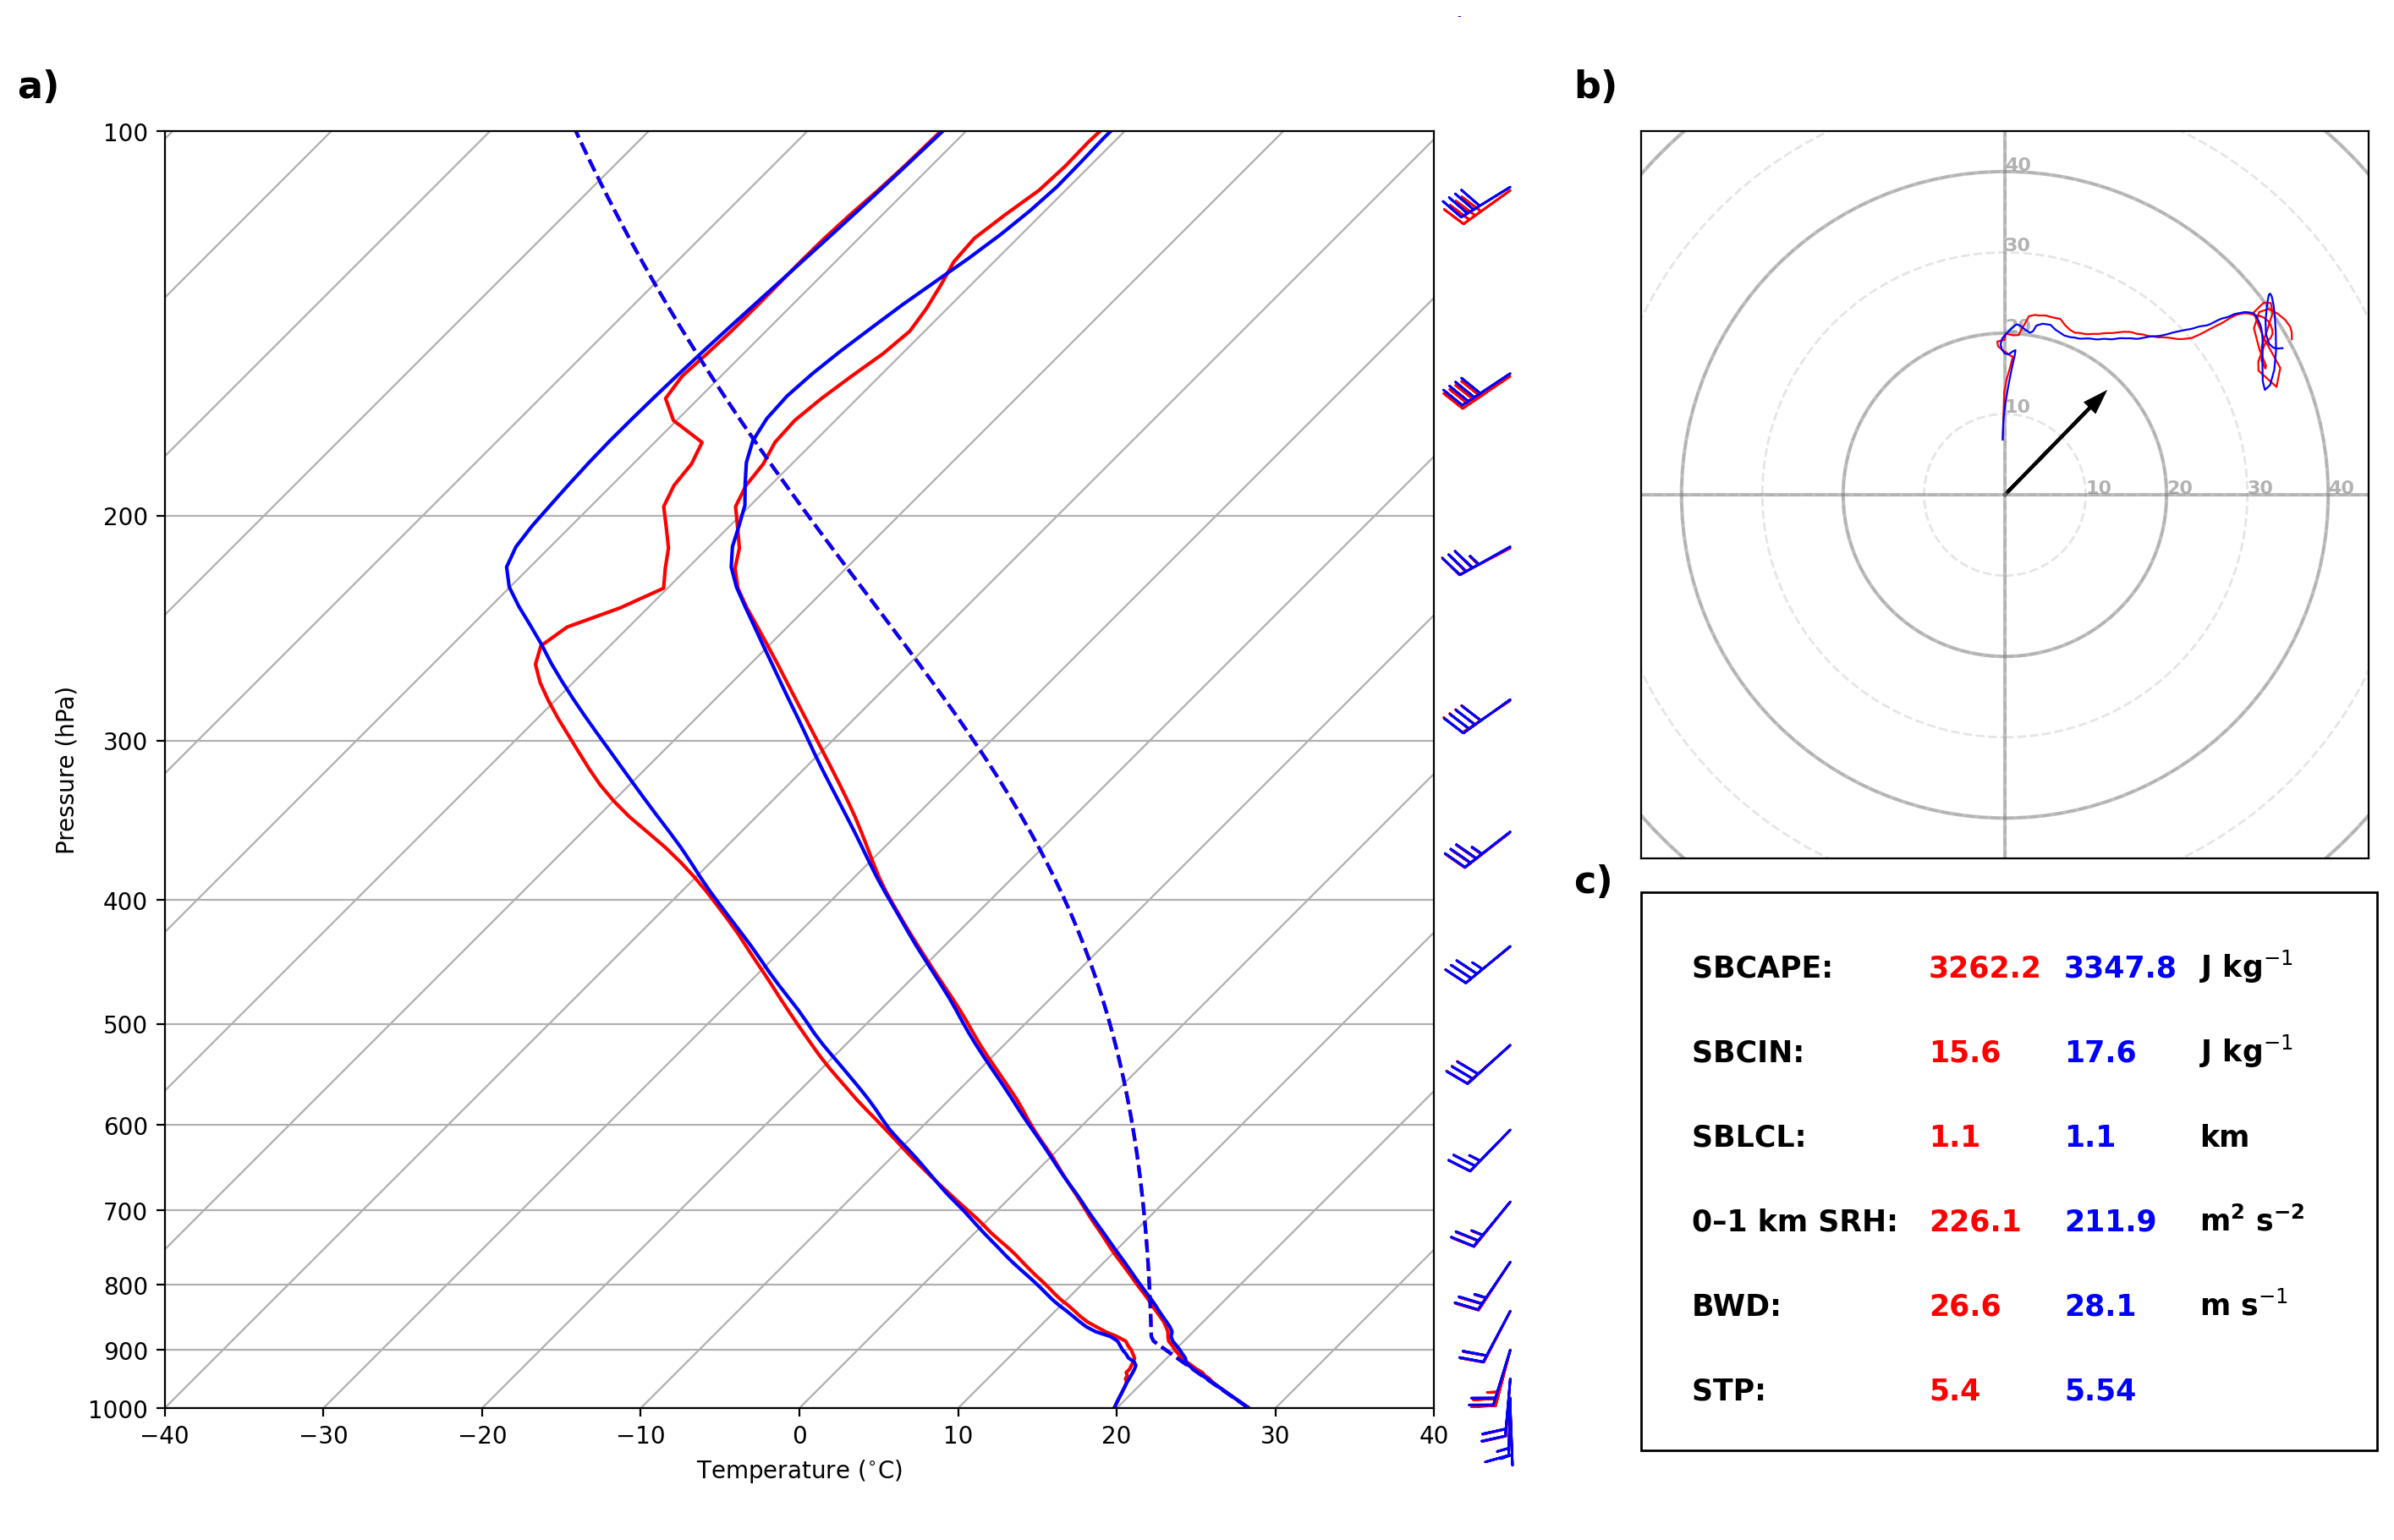 a)
100
200
300
400
500
600
700
800
900
1000
Pressure (hPa)
−40 −30 −20 −10 0 10 20 30 40
Temperature (°C)
b)
40
30
20
10
10 20 30 40
c)
SBCAPE: 3262.2 3347.8 J kg⁻¹
SBCIN: 15.6 17.6 J kg⁻¹
SBLCL: 1.1 1.1 km
0–1 km SRH: 226.1 211.9 m² s⁻²
BWD: 26.6 28.1 m s⁻¹
STP: 5.4 5.54